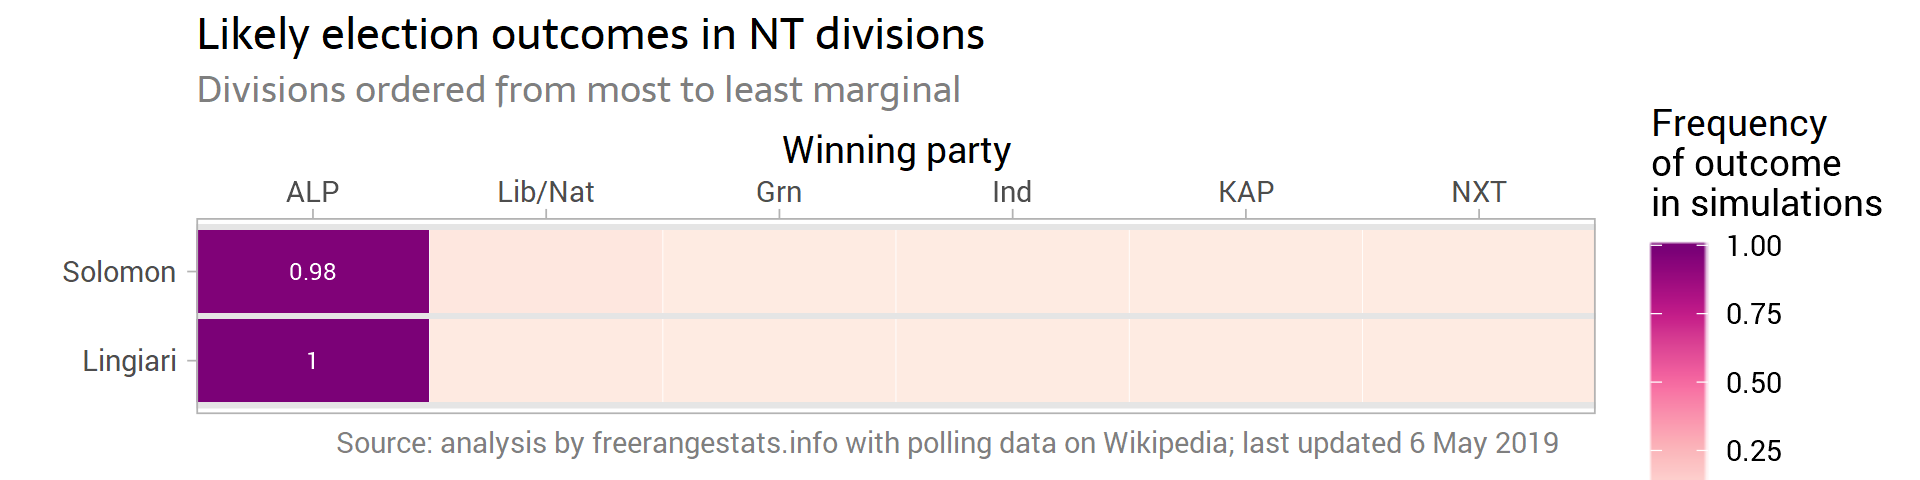 Likely election outcomes in NT divisions
Divisions ordered from most to least marginal
Winning party
ALP Lib/Nat Grn Ind KAP NXT
Solomon 0.98
Lingiari 1
Source: analysis by freerangestats.info with polling data on Wikipedia; last updated 6 May 2019
Frequency
of outcome
in simulations
1.00
0.75
0.50
0.25